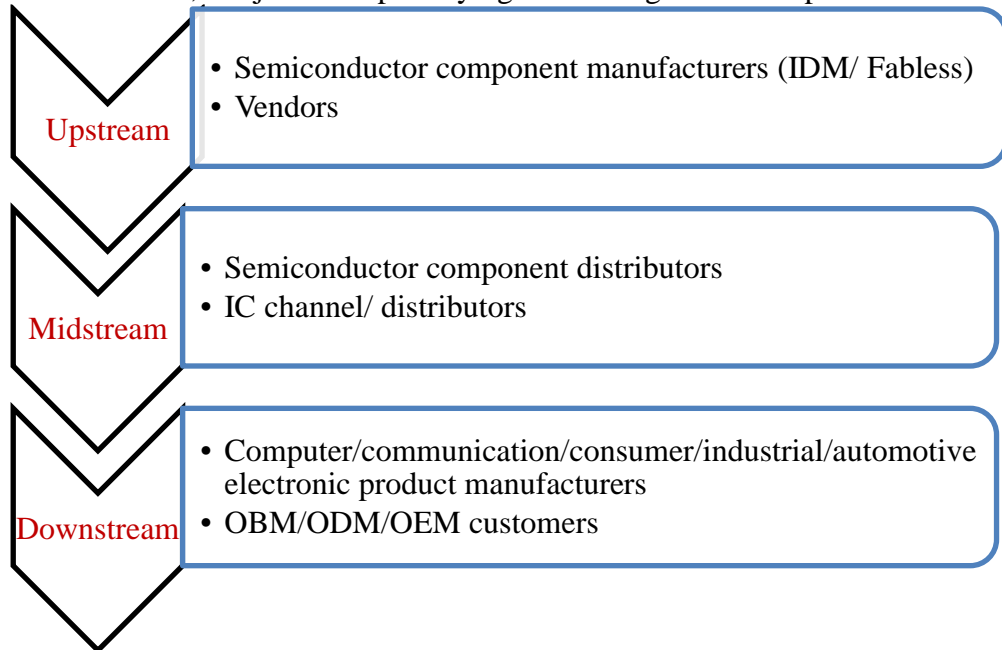 • Semiconductor component manufacturers (IDM/ Fabless)
• Vendors
Upstream
• Semiconductor component distributors
• IC channel/ distributors
Midstream
• Computer/communication/consumer/industrial/automotive
electronic product manufacturers
• OBM/ODM/OEM customers
Downstream